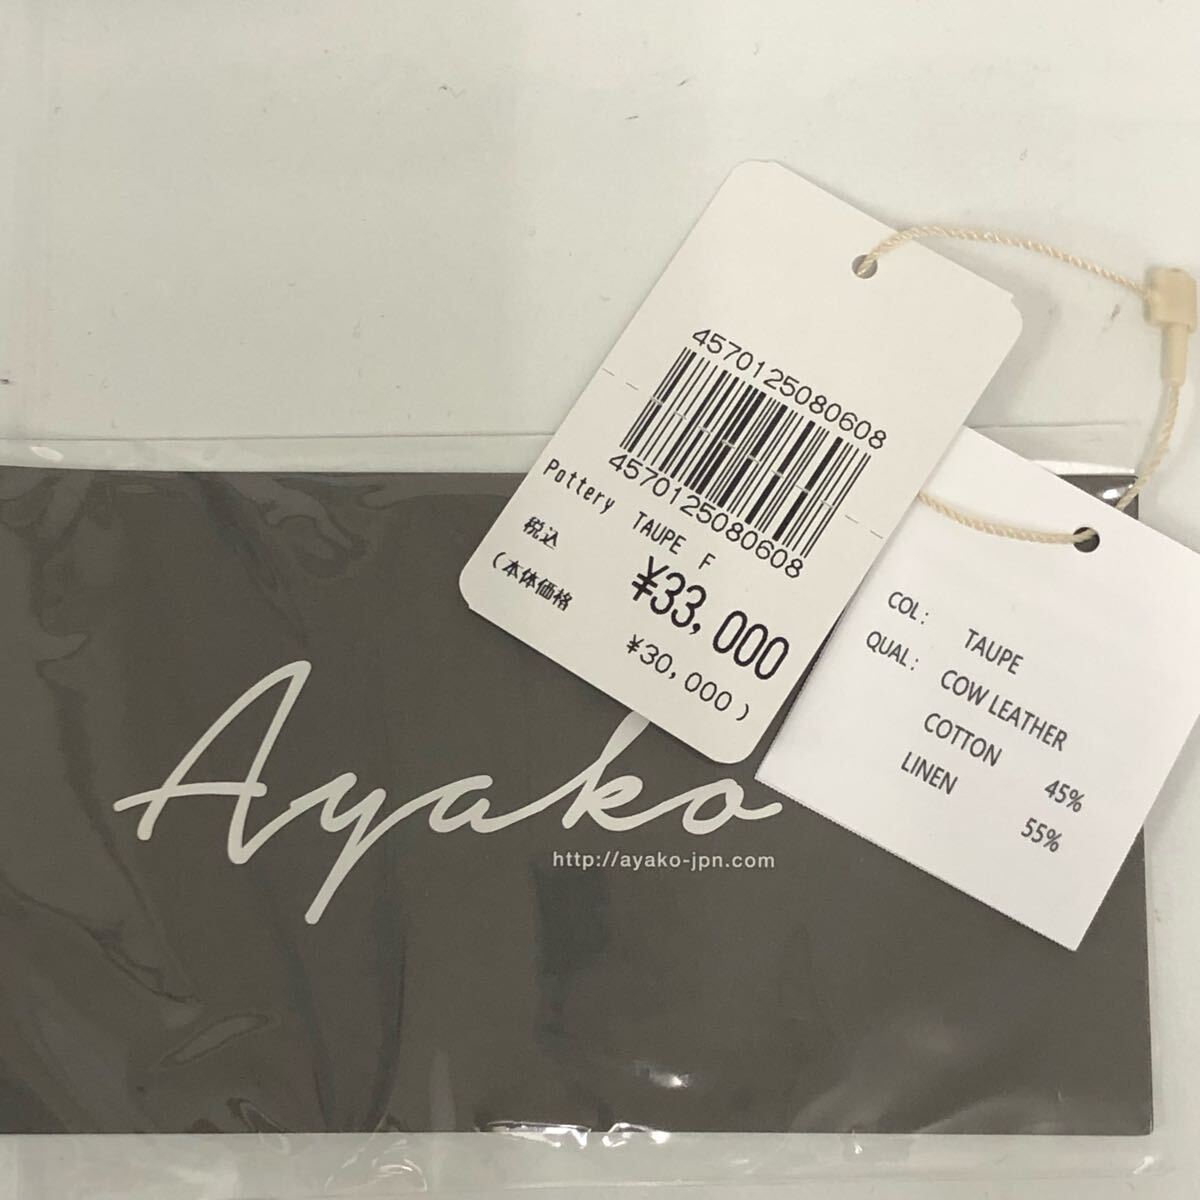 4570125080608
4570125080608
Pottery TAUPE F
税込 ¥33,000
(本体価格 ¥30,000)
COL: TAUPE
QUAL: COW LEATHER
COTTON 45%
LINEN 55%
Ayako
http://ayako-jpn.com